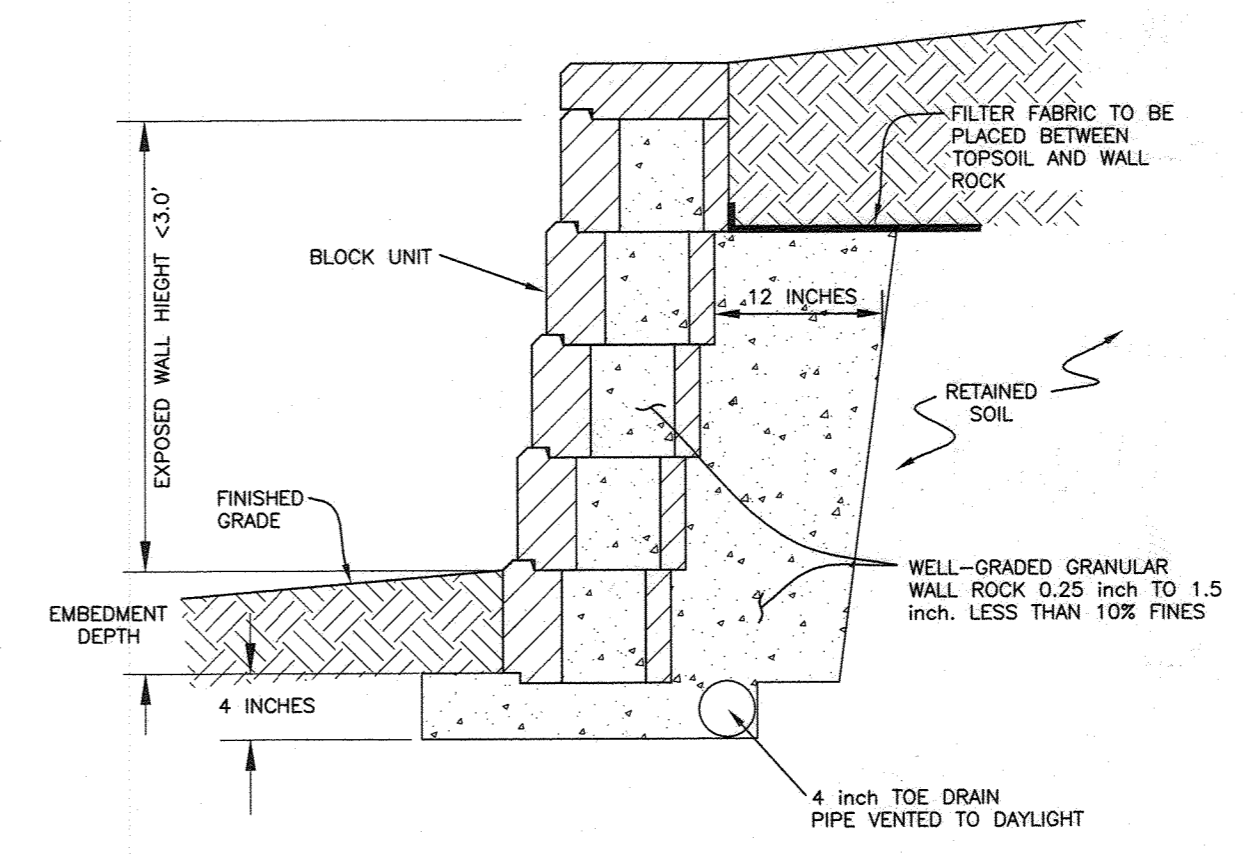 FILTER FABRIC TO BE
PLACED BETWEEN
TOPSOIL AND WALL
ROCK
EXPOSED WALL HIEGHT <3.0'
BLOCK UNIT
12 INCHES
RETAINED
SOIL
FINISHED
GRADE
WELL-GRADED GRANULAR
WALL ROCK 0.25 inch TO 1.5
inch. LESS THAN 10% FINES
EMBEDMENT
DEPTH
4 INCHES
4 inch TOE DRAIN
PIPE VENTED TO DAYLIGHT